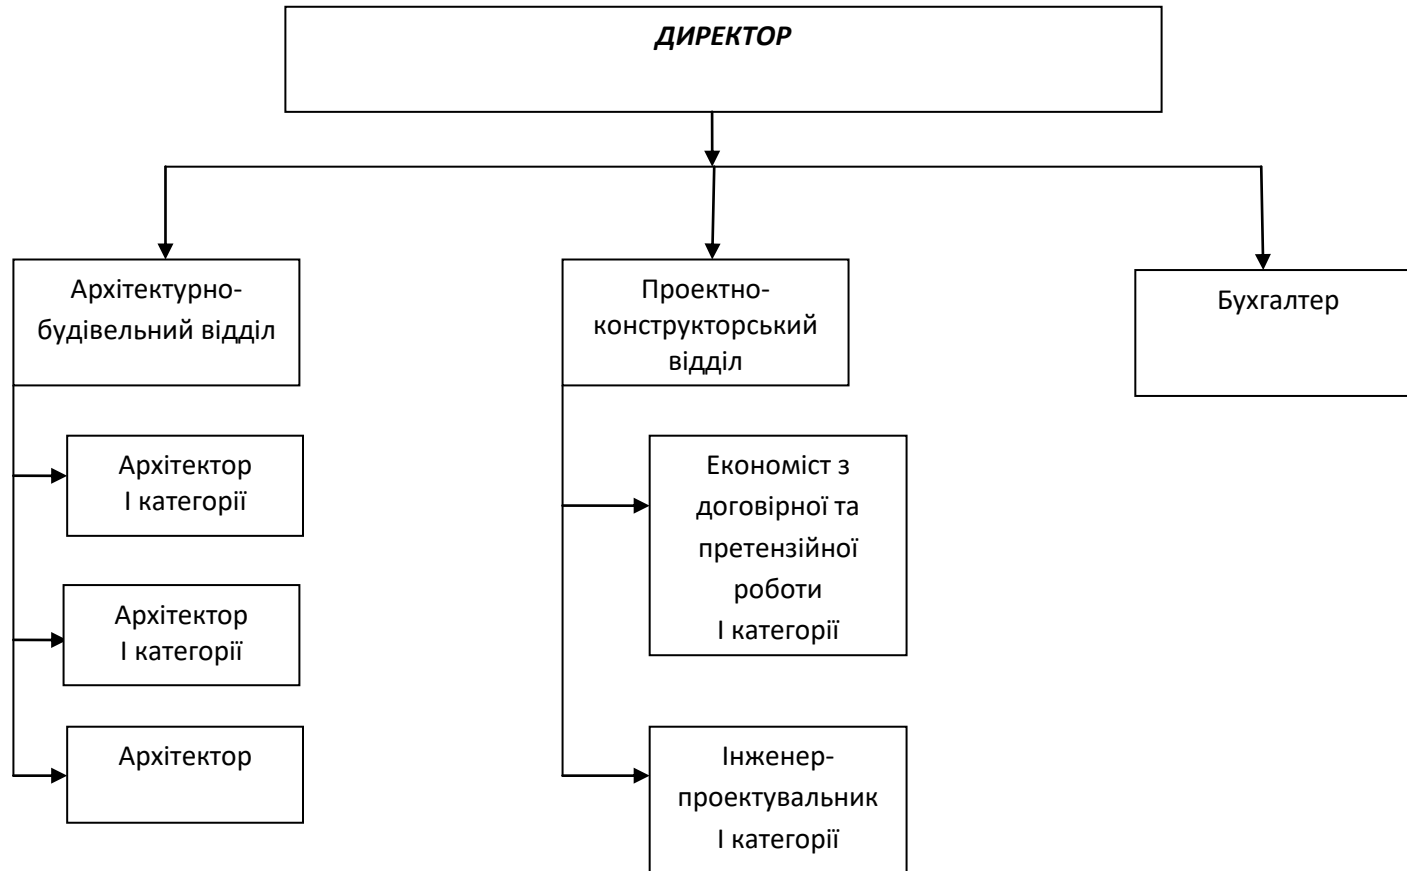 ДИРЕКТОР
Архітектурно-
будівельний відділ
Проектно-
конструкторський
відділ
Бухгалтер
Архітектор
І категорії
Економіст з
договірної та
претензійної
роботи
І категорії
Архітектор
І категорії
Архітектор
Інженер-
проектувальник
І категорії